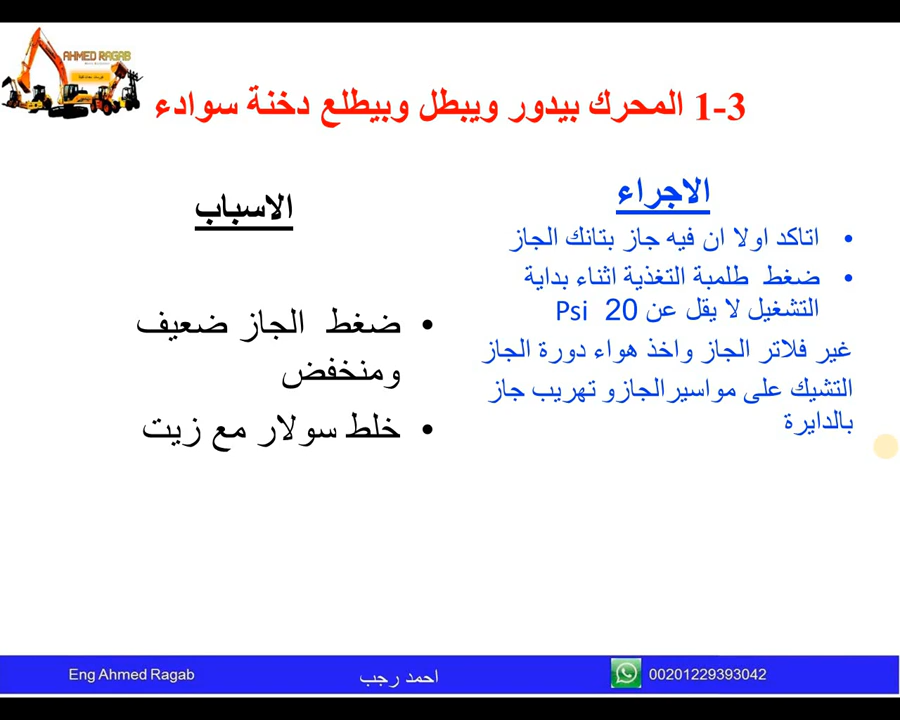 AHMED RAGAB
1-3 المحرك بيدور ويبطل وبيطلع دخنة سوادء
الاجراء
• اتاكد اولا ان فيه جاز بتانك الجاز
• ضغط طلمبة التغذية اثناء بداية
التشغيل لا يقل عن 20 Psi
غير فلاتر الجاز واخذ هواء دورة الجاز
التشيك على مواسيرالجازو تهريب جاز
بالدايرة
الاسباب
• ضغط الجاز ضعيف
ومنخفض
• خلط سولار مع زيت
Eng Ahmed Ragab
احمد رجب
00201229393042